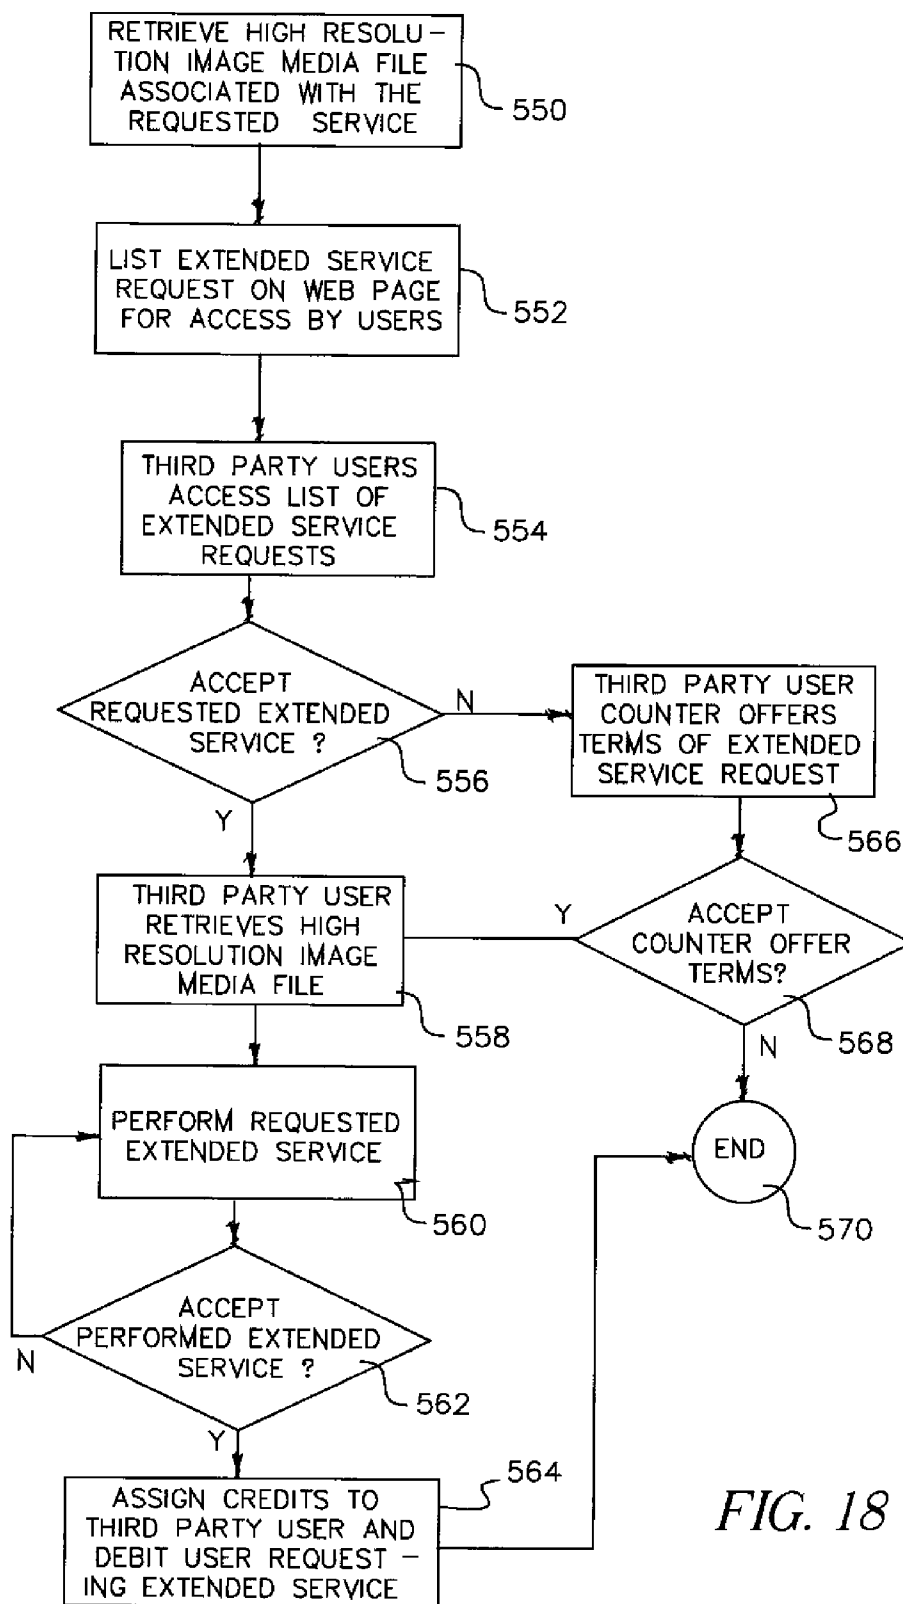 RETRIEVE HIGH RESOLU-
TION IMAGE MEDIA FILE
ASSOCIATED WITH THE
REQUESTED SERVICE
550
LIST EXTENDED SERVICE
REQUEST ON WEB PAGE
FOR ACCESS BY USERS
552
THIRD PARTY USERS
ACCESS LIST OF
EXTENDED SERVICE
REQUESTS
554
ACCEPT
REQUESTED EXTENDED
SERVICE ?
556
N
Y
THIRD PARTY USER
COUNTER OFFERS
TERMS OF EXTENDED
SERVICE REQUEST
566
THIRD PARTY USER
RETRIEVES HIGH
RESOLUTION IMAGE
MEDIA FILE
558
Y
ACCEPT
COUNTER OFFER
TERMS?
568
N
PERFORM REQUESTED
EXTENDED SERVICE
560
END
570
ACCEPT
PERFORMED EXTENDED
SERVICE ?
562
N
Y
ASSIGN CREDITS TO
THIRD PARTY USER AND
DEBIT USER REQUEST -
ING EXTENDED SERVICE
564
FIG. 18